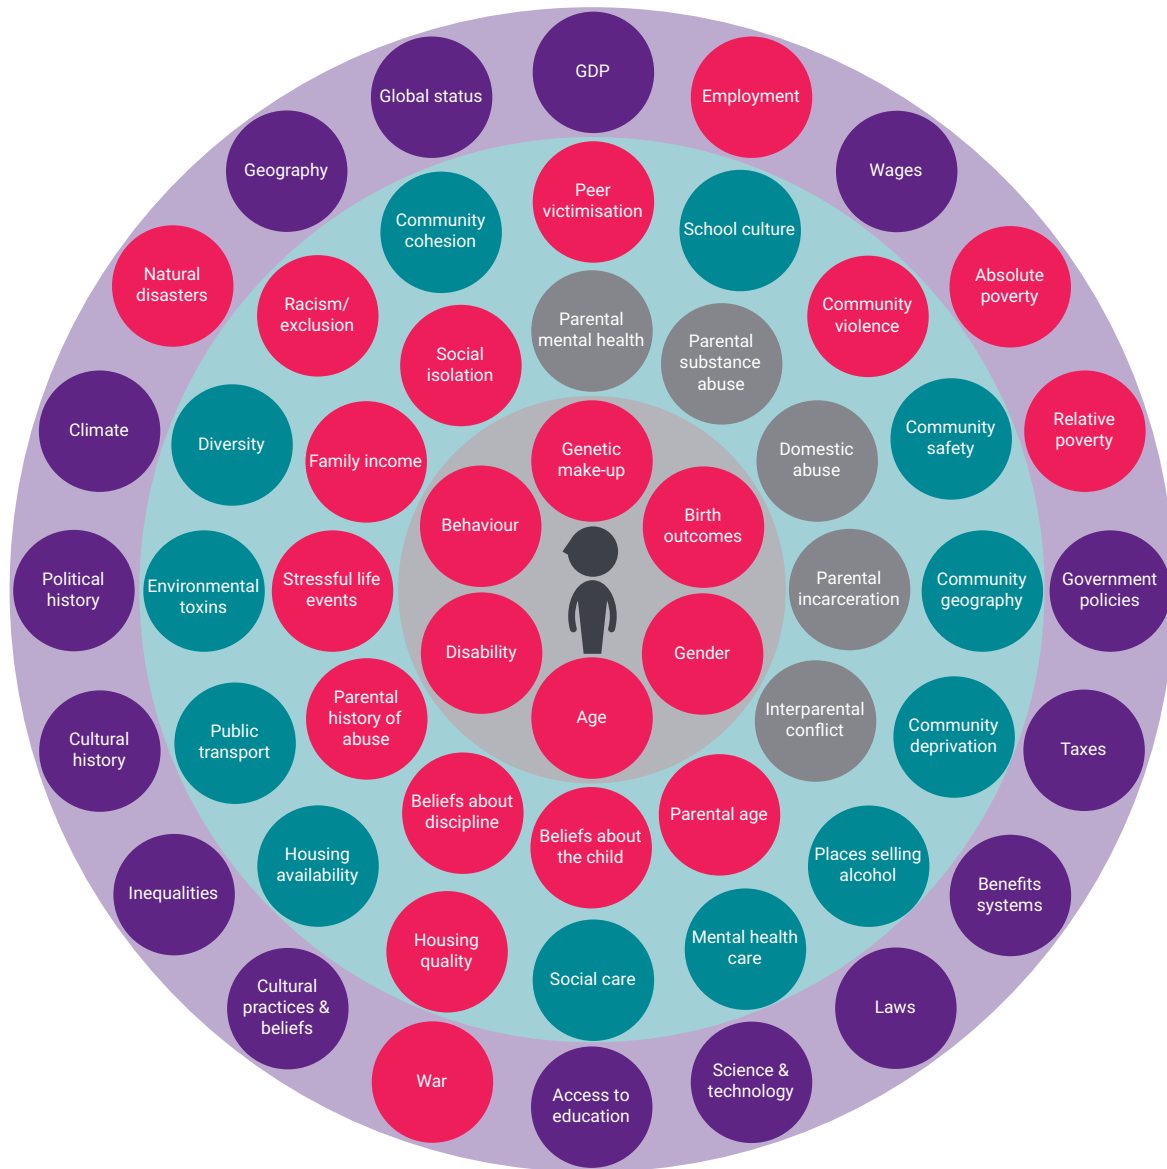 GDP
Employment
Wages
Absolute
poverty
Relative
poverty
Government
policies
Taxes
Benefits
systems
Laws
Science &
technology
Access to
education
War
Cultural
practices &
beliefs
Inequalities
Cultural
history
Political
history
Climate
Natural
disasters
Geography
Global status
Peer
victimisation
School culture
Community
violence
Community
safety
Community
geography
Community
deprivation
Places selling
alcohol
Mental health
care
Social care
Housing
quality
Housing
availability
Public
transport
Environmental
toxins
Diversity
Racism/
exclusion
Community
cohesion
Parental
mental health
Parental
substance
abuse
Domestic
abuse
Parental
incarceration
Interparental
conflict
Parental age
Beliefs about
the child
Beliefs about
discipline
Parental
history of
abuse
Stressful life
events
Family income
Social
isolation
Genetic
make-up
Birth
outcomes
Gender
Age
Disability
Behaviour